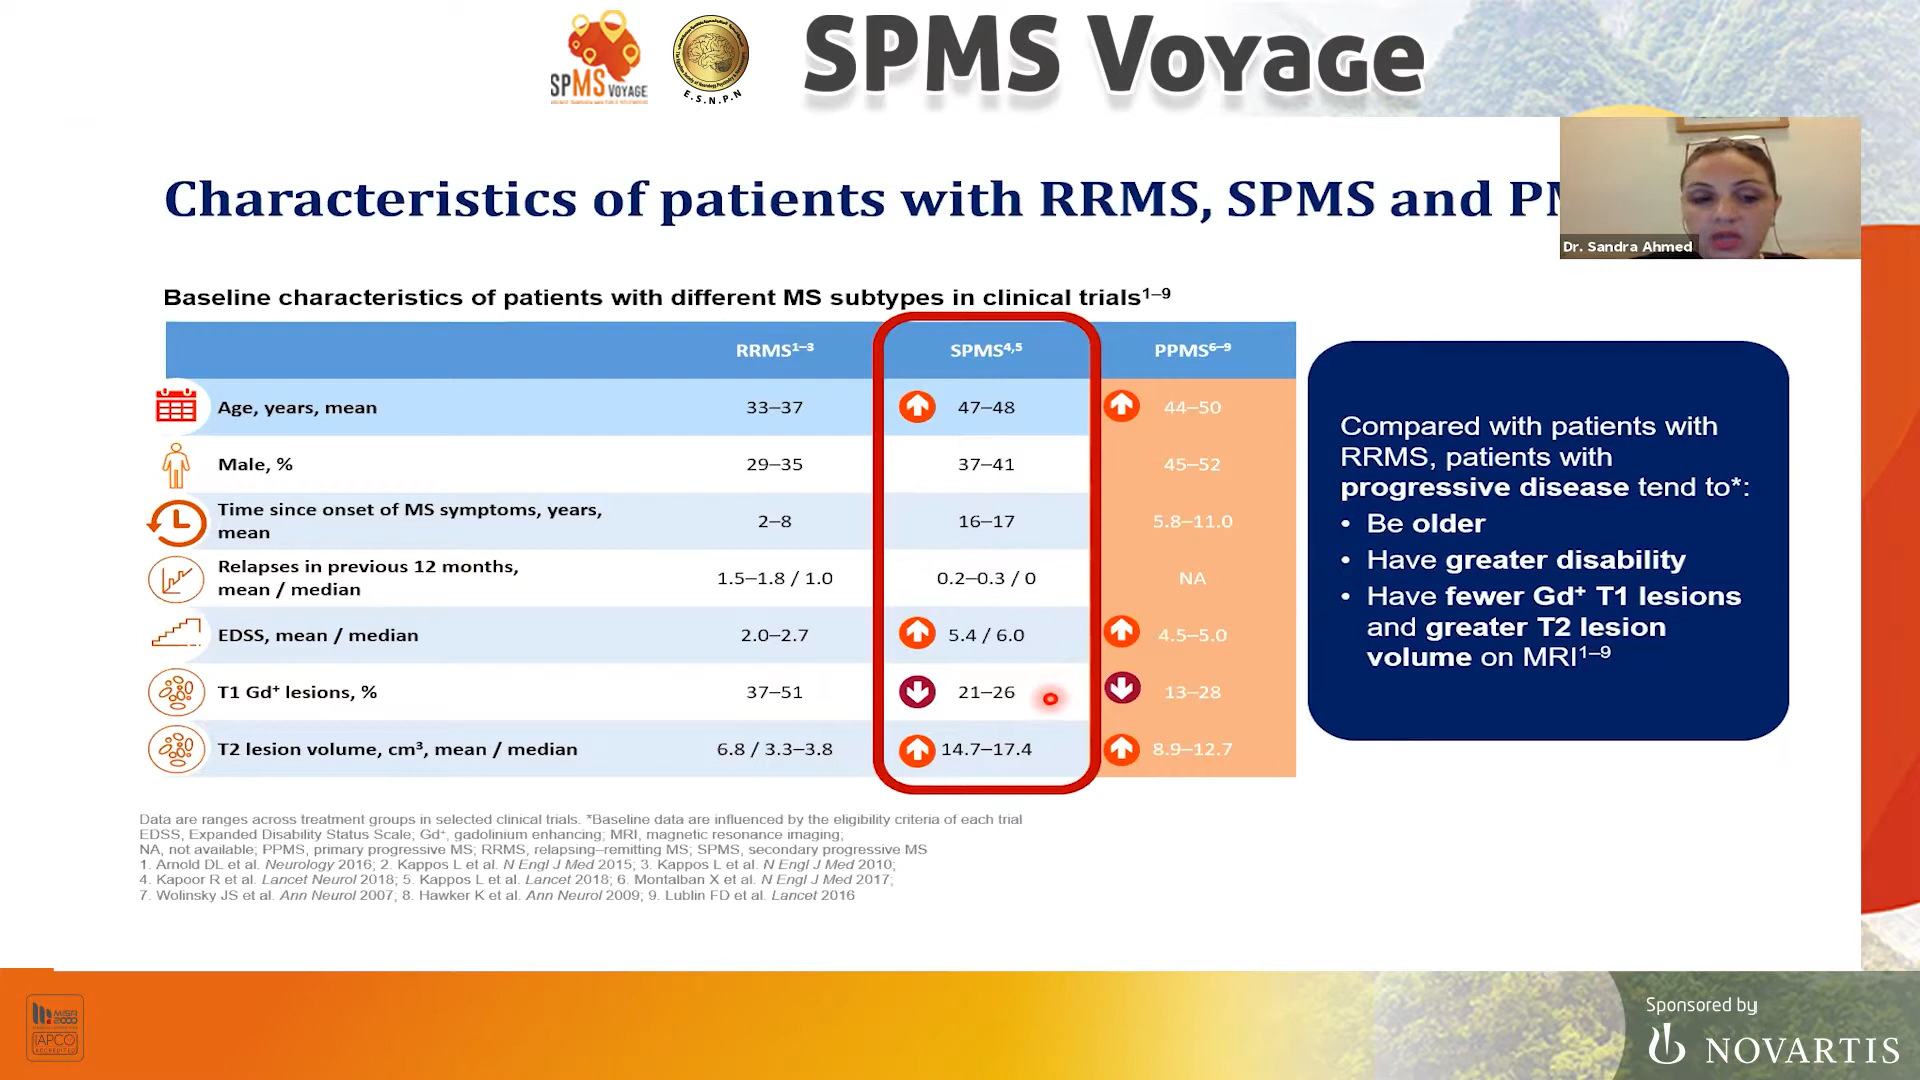 SPMS VOYAGE
E.S.N.P.N
SPMS Voyage
Characteristics of patients with RRMS, SPMS and
Dr. Sandra Ahmed
Baseline characteristics of patients with different MS subtypes in clinical trials¹⁻⁹
RRMS¹⁻³ SPMS⁴,⁵ PPMS⁶⁻⁹
Age, years, mean 33–37 47–48 44–50
Male, % 29–35 37–41 45–52
Time since onset of MS symptoms, years,
mean 2–8 16–17 5.8–11.0
Relapses in previous 12 months,
mean / median 1.5–1.8 / 1.0 0.2–0.3 / 0 NA
EDSS, mean / median 2.0–2.7 5.4 / 6.0 4.5–5.0
T1 Gd⁺ lesions, % 37–51 21–26 13–28
T2 lesion volume, cm³, mean / median 6.8 / 3.3–3.8 14.7–17.4 8.9–12.7
Compared with patients with
RRMS, patients with
progressive disease tend to*:
• Be older
• Have greater disability
• Have fewer Gd⁺ T1 lesions
and greater T2 lesion
volume on MRI¹⁻⁹
Data are ranges across treatment groups in selected clinical trials. *Baseline data are influenced by the eligibility criteria of each trial
EDSS, Expanded Disability Status Scale; Gd⁺, gadolinium enhancing; MRI, magnetic resonance imaging;
NA, not available; PPMS, primary progressive MS; RRMS, relapsing–remitting MS; SPMS, secondary progressive MS
1. Arnold DL et al. Neurology 2016; 2. Kappos L et al. N Engl J Med 2015; 3. Kappos L et al. N Engl J Med 2010;
4. Kapoor R et al. Lancet Neurol 2018; 5. Kappos L et al. Lancet 2018; 6. Montalban X et al. N Engl J Med 2017;
7. Wolinsky JS et al. Ann Neurol 2007; 8. Hawker K et al. Ann Neurol 2009; 9. Lublin FD et al. Lancet 2016
MISR
2000
IAPCO
ACCREDITED
Sponsored by
NOVARTIS